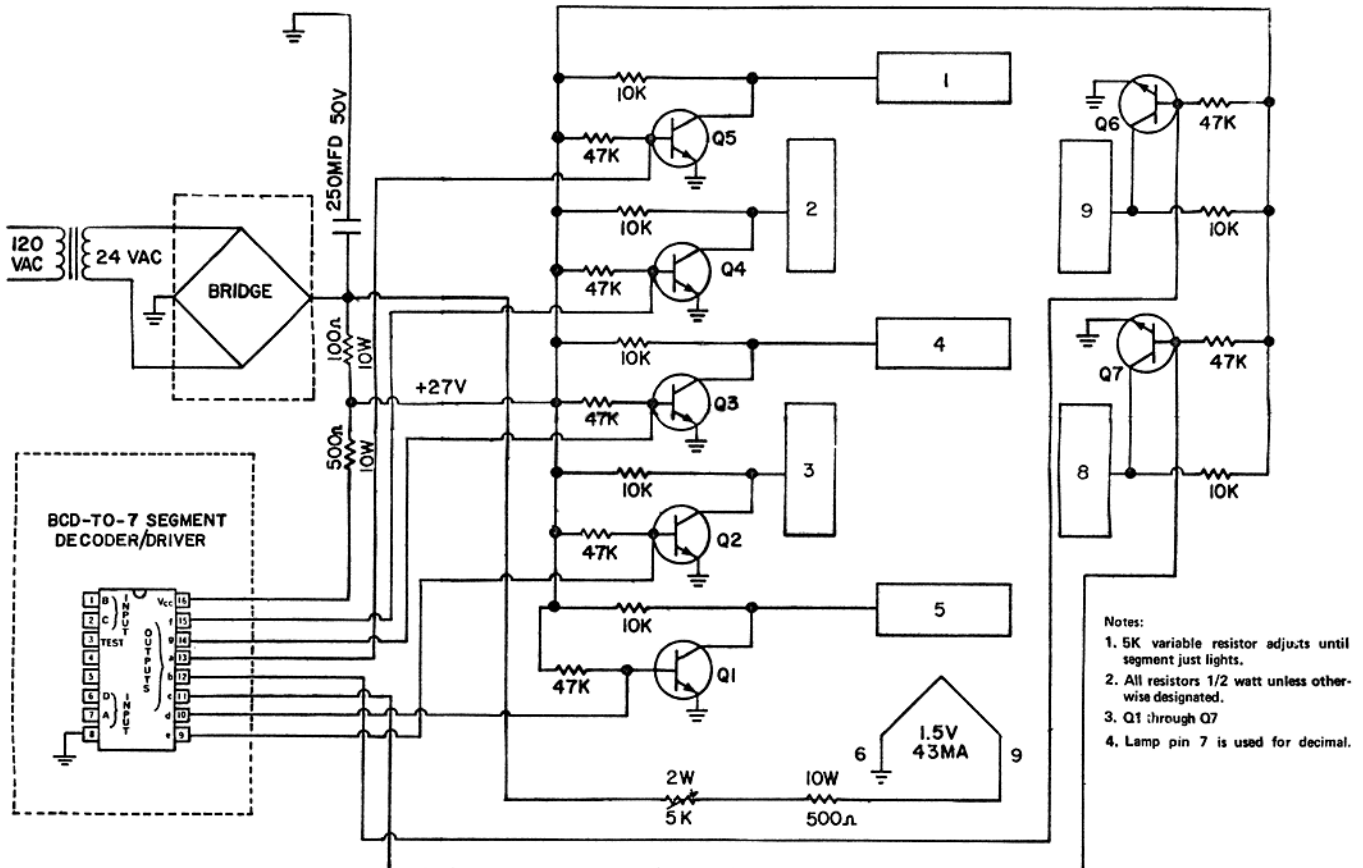 10K
1
250MFD 50V
47K
Q5
Q6
47K
2
9
10K
10K
120
VAC
24 VAC
BRIDGE
47K
Q4
100Ω
10W
10K
4
47K
Q7
+27V
47K
Q3
500Ω
10W
10K
3
8
10K
BCD-TO-7 SEGMENT
DECODER/DRIVER
47K
Q2
1 B INPUT VCC 16
2 C f 15
3 TEST OUTPUTS g 14
4 a 13
5 b 12
6 D INPUT c 11
7 A d 10
8 e 9
10K
5
47K
Q1
Notes:
1. 5K variable resistor adjusts until
segment just lights.
2. All resistors 1/2 watt unless other-
wise designated.
3. Q1 through Q7
4. Lamp pin 7 is used for decimal.
6
1.5V
43MA
9
2W
5K
10W
500Ω